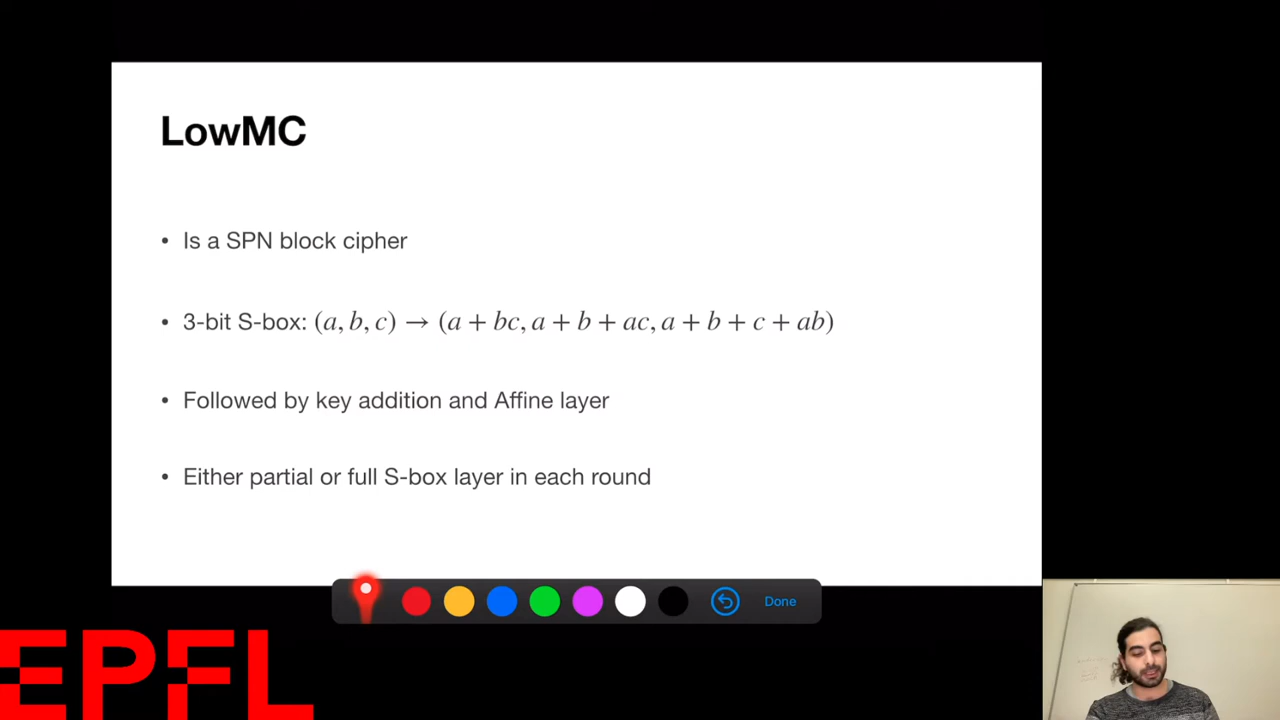 LowMC
• Is a SPN block cipher
• 3-bit S-box: (a, b, c) → (a + bc, a + b + ac, a + b + c + ab)
• Followed by key addition and Affine layer
• Either partial or full S-box layer in each round
Done
EPFL